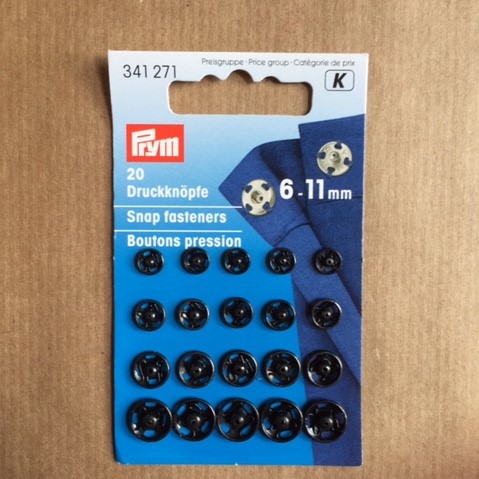 Preisgruppe · Price group · Catégorie de prix
341 271
K
Prym
20
Druckknöpfe
6-11mm
Snap fasteners
Boutons pression